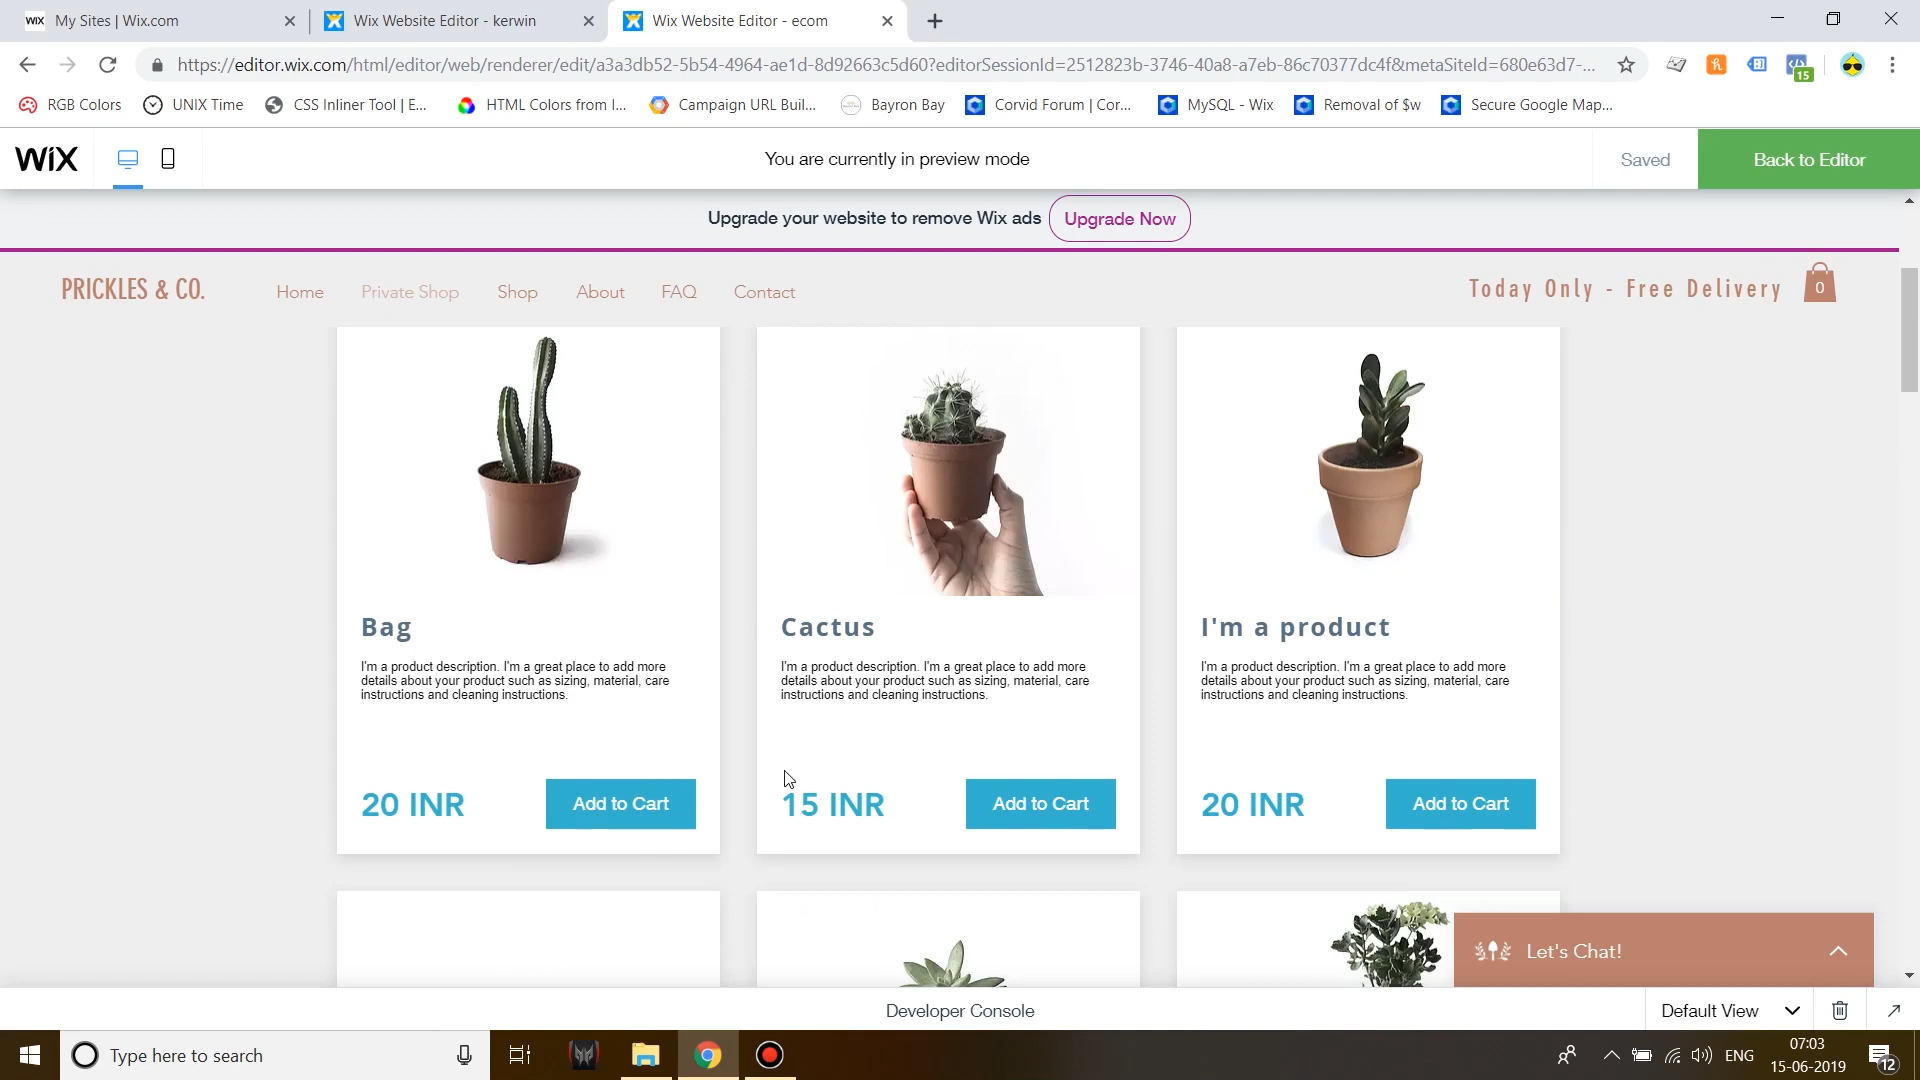 WIX My Sites | Wix.com
Wix Website Editor - kerwin
Wix Website Editor - ecom
https://editor.wix.com/html/editor/web/renderer/edit/a3a3db52-5b54-4964-ae1d-8d92663c5d60?editorSessionId=2512823b-3746-40a8-a7eb-86c70377dc4f&metaSiteId=680e63d7-...
15
RGB Colors
UNIX Time
CSS Inliner Tool | E...
HTML Colors from I...
Campaign URL Buil...
Bayron Bay
Corvid Forum | Cor...
MySQL - Wix
Removal of $w
Secure Google Map...
WiX
You are currently in preview mode
Saved
Back to Editor
Upgrade your website to remove Wix ads
Upgrade Now
PRICKLES & CO.
Home
Private Shop
Shop
About
FAQ
Contact
Today Only - Free Delivery
0
Bag
I'm a product description. I'm a great place to add more
details about your product such as sizing, material, care
instructions and cleaning instructions.
20 INR
Add to Cart
Cactus
I'm a product description. I'm a great place to add more
details about your product such as sizing, material, care
instructions and cleaning instructions.
15 INR
Add to Cart
I'm a product
I'm a product description. I'm a great place to add more
details about your product such as sizing, material, care
instructions and cleaning instructions.
20 INR
Add to Cart
Let's Chat!
Developer Console
Default View
Type here to search
ENG
07:03
15-06-2019
12